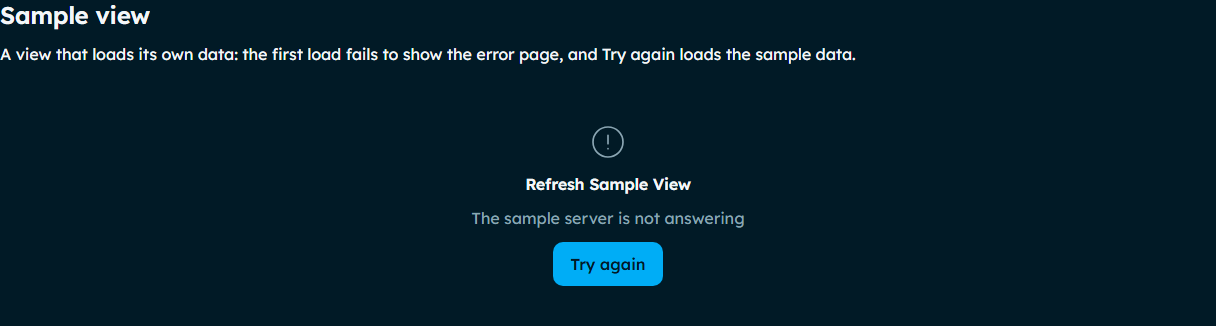 Sample view
A view that loads its own data: the first load fails to show the error page, and Try again loads the sample data.
Refresh Sample View
The sample server is not answering
Try again